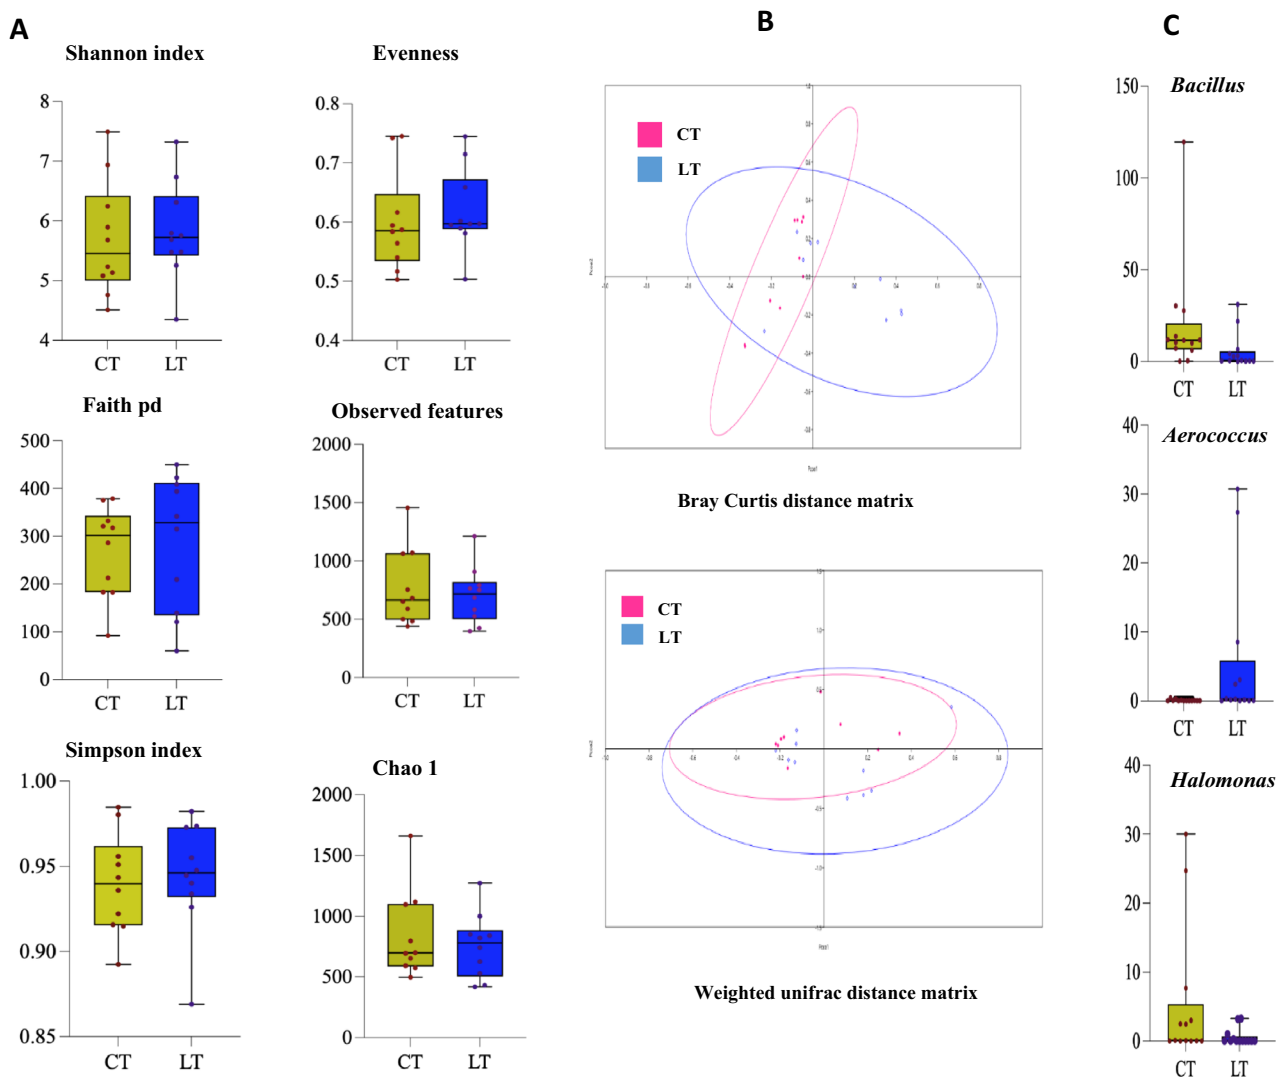 A
B
C
Shannon index
8
7
6
5
4
CT
LT
Evenness
0.8
0.7
0.6
0.5
0.4
CT
LT
Faith pd
500
400
300
200
100
0
CT
LT
Observed features
2000
1500
1000
500
0
CT
LT
Simpson index
1.00
0.95
0.90
0.85
CT
LT
Chao 1
2000
1500
1000
500
0
CT
LT
CT
LT
Bray Curtis distance matrix
CT
LT
Weighted unifrac distance matrix
Bacillus
150
100
50
0
CT
LT
Aerococcus
40
30
20
10
0
CT
LT
Halomonas
40
30
20
10
0
CT
LT